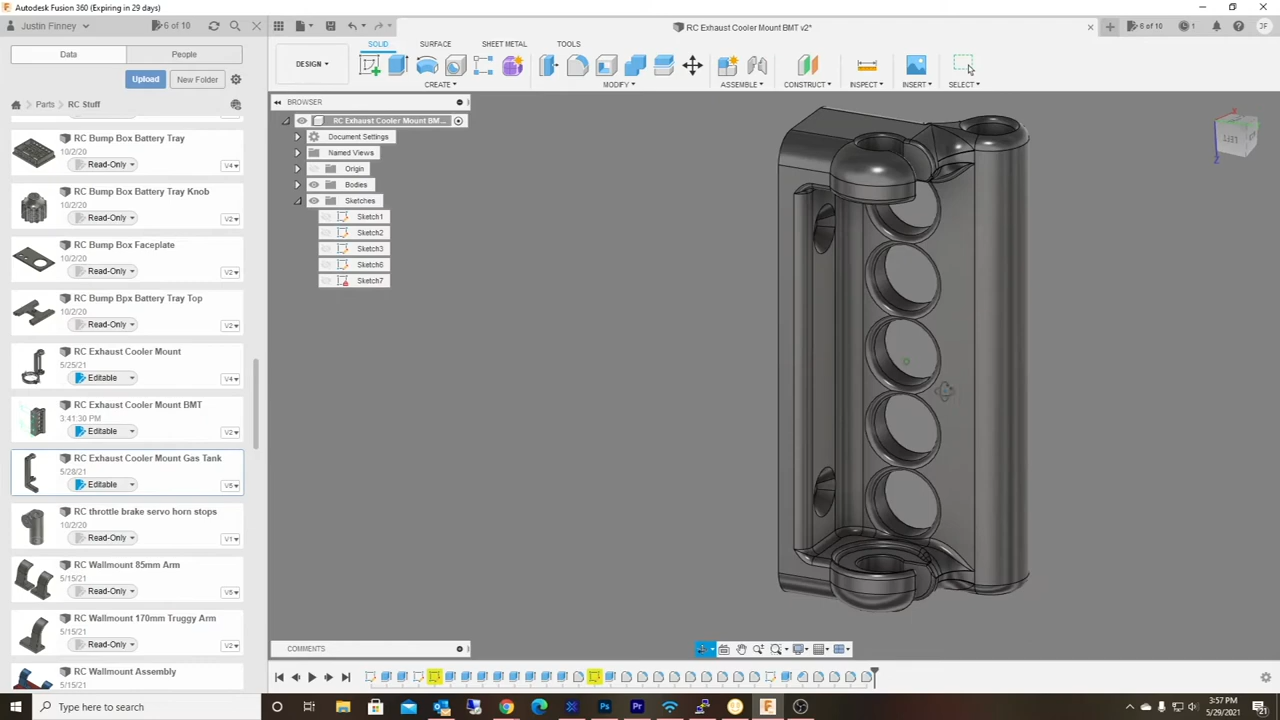 Autodesk Fusion 360 (Expiring in 29 days)
Justin Finney
6 of 10
RC Exhaust Cooler Mount BMT v2*
6 of 10
1
JF
Data
People
Upload
New Folder
Parts
RC Stuff
DESIGN
SOLID
SURFACE
SHEET METAL
TOOLS
CREATE
MODIFY
ASSEMBLE
CONSTRUCT
INSPECT
INSERT
SELECT
BROWSER
RC Exhaust Cooler Mount BM...
Document Settings
Named Views
Origin
Bodies
Sketches
Sketch1
Sketch2
Sketch3
Sketch6
Sketch7
LEFT
X
Z
RC Bump Box Battery Tray
10/2/20
Read-Only
V4
RC Bump Box Battery Tray Knob
10/2/20
Read-Only
V2
RC Bump Box Faceplate
10/2/20
Read-Only
V2
RC Bump Bpx Battery Tray Top
10/2/20
Read-Only
V2
RC Exhaust Cooler Mount
5/25/21
Editable
V4
RC Exhaust Cooler Mount BMT
3:41:30 PM
Editable
V2
RC Exhaust Cooler Mount Gas Tank
5/28/21
Editable
RC throttle brake servo horn stops
10/2/20
Read-Only
V1
RC Wallmount 85mm Arm
5/15/21
Read-Only
RC Wallmount 170mm Truggy Arm
5/15/21
Read-Only
V2
RC Wallmount Assembly
5/15/21
COMMENTS
Type here to search
3:57 PM
5/29/2021